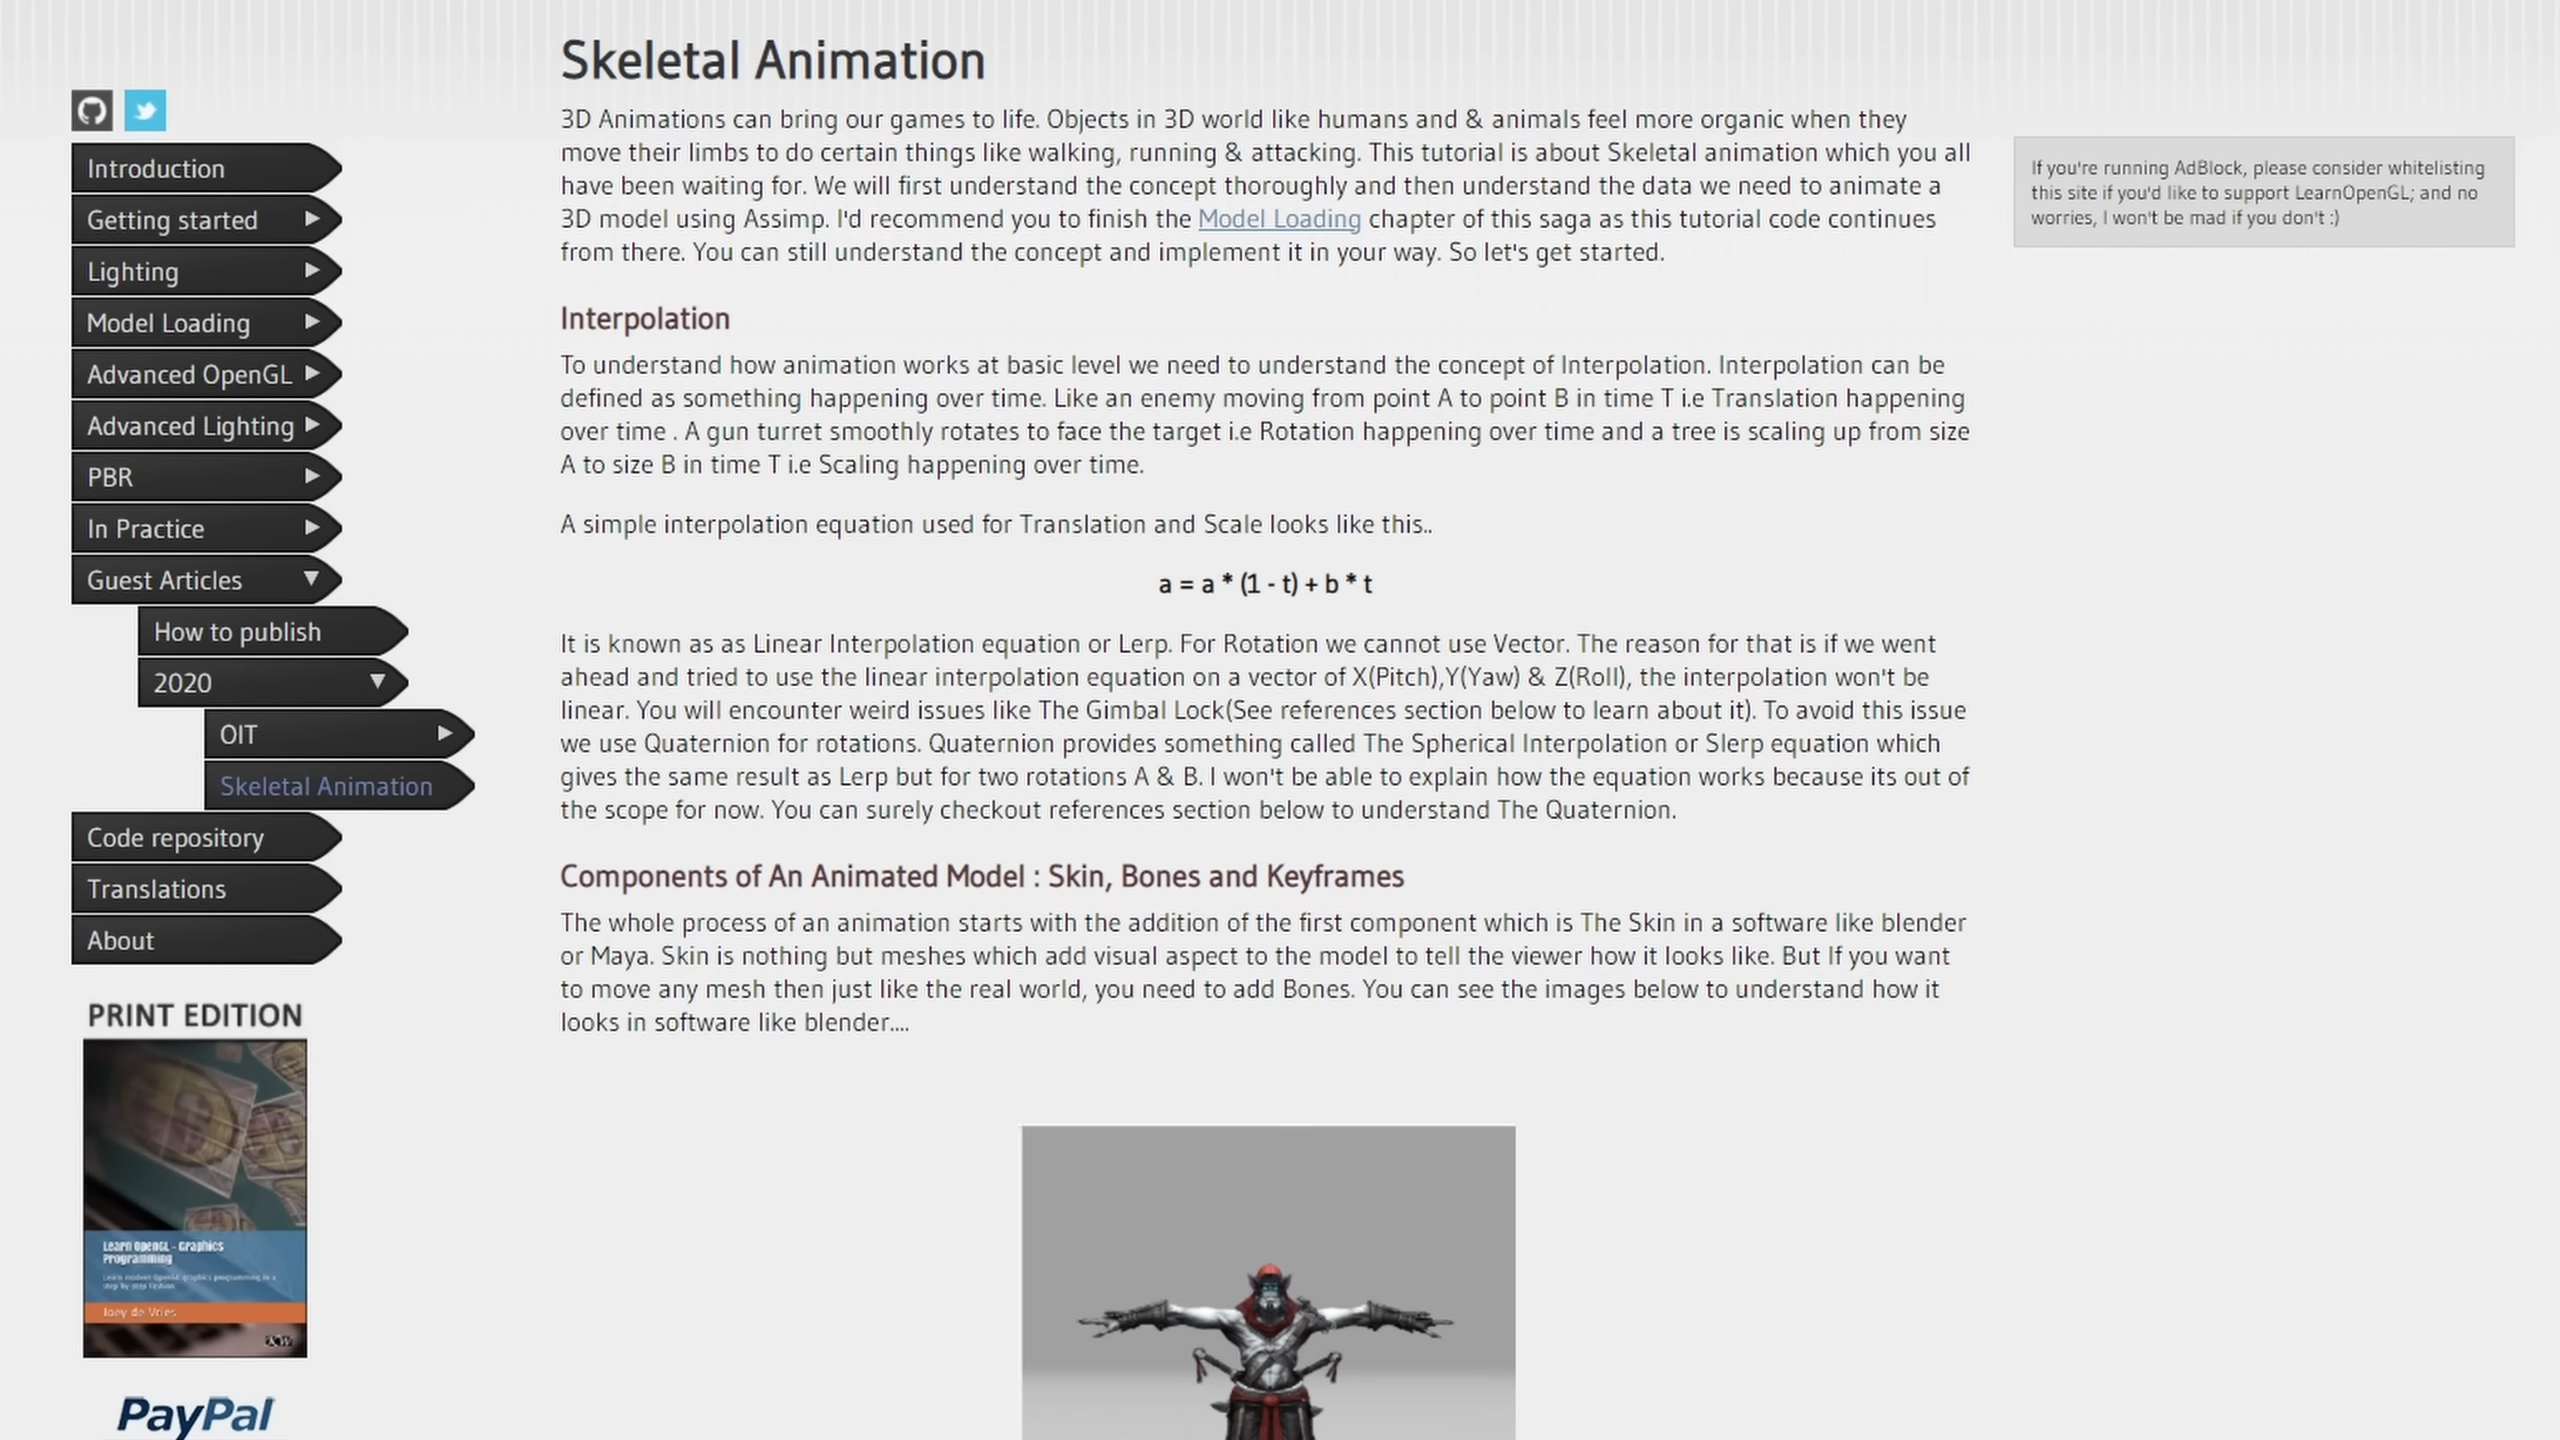 Introduction
Getting started
Lighting
Model Loading
Advanced OpenGL
Advanced Lighting
PBR
In Practice
Guest Articles
How to publish
2020
OIT
Skeletal Animation
Code repository
Translations
About
PRINT EDITION
Learn OpenGL - Graphics
Programming
Learn modern OpenGL graphics programming in a
step by step fashion.
Joey de Vries
PayPal
Skeletal Animation
3D Animations can bring our games to life. Objects in 3D world like humans and & animals feel more organic when they
move their limbs to do certain things like walking, running & attacking. This tutorial is about Skeletal animation which you all
have been waiting for. We will first understand the concept thoroughly and then understand the data we need to animate a
3D model using Assimp. I'd recommend you to finish the Model Loading chapter of this saga as this tutorial code continues
from there. You can still understand the concept and implement it in your way. So let's get started.
Interpolation
To understand how animation works at basic level we need to understand the concept of Interpolation. Interpolation can be
defined as something happening over time. Like an enemy moving from point A to point B in time T i.e Translation happening
over time . A gun turret smoothly rotates to face the target i.e Rotation happening over time and a tree is scaling up from size
A to size B in time T i.e Scaling happening over time.
A simple interpolation equation used for Translation and Scale looks like this..
a = a * (1 - t) + b * t
It is known as as Linear Interpolation equation or Lerp. For Rotation we cannot use Vector. The reason for that is if we went
ahead and tried to use the linear interpolation equation on a vector of X(Pitch),Y(Yaw) & Z(Roll), the interpolation won't be
linear. You will encounter weird issues like The Gimbal Lock(See references section below to learn about it). To avoid this issue
we use Quaternion for rotations. Quaternion provides something called The Spherical Interpolation or Slerp equation which
gives the same result as Lerp but for two rotations A & B. I won't be able to explain how the equation works because its out of
the scope for now. You can surely checkout references section below to understand The Quaternion.
Components of An Animated Model : Skin, Bones and Keyframes
The whole process of an animation starts with the addition of the first component which is The Skin in a software like blender
or Maya. Skin is nothing but meshes which add visual aspect to the model to tell the viewer how it looks like. But If you want
to move any mesh then just like the real world, you need to add Bones. You can see the images below to understand how it
looks in software like blender....
If you're running AdBlock, please consider whitelisting
this site if you'd like to support LearnOpenGL; and no
worries, I won't be mad if you don't :)